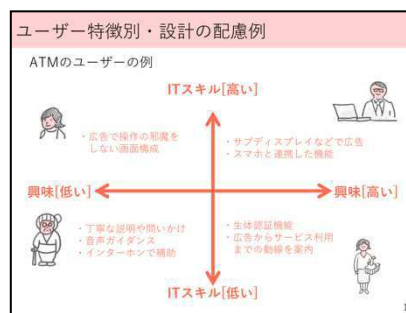 ユーザー特徴別・設計の配慮例
ATMのユーザーの例
ITスキル[高い]
・広告で操作の邪魔を
しない画面構成
・サブディスプレイなどで広告
・スマホと連携した機能
興味[低い]
興味[高い]
・丁寧な説明や問いかけ
・音声ガイダンス
・インターホンで補助
・生体認証機能
・広告からサービス利用
までの動線を案内
ITスキル[低い]